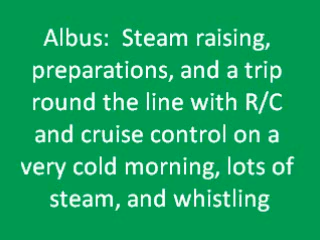 Albus:  Steam raising,
preparations, and a trip
round the line with R/C
and cruise control on a
very cold morning, lots of
steam, and whistling